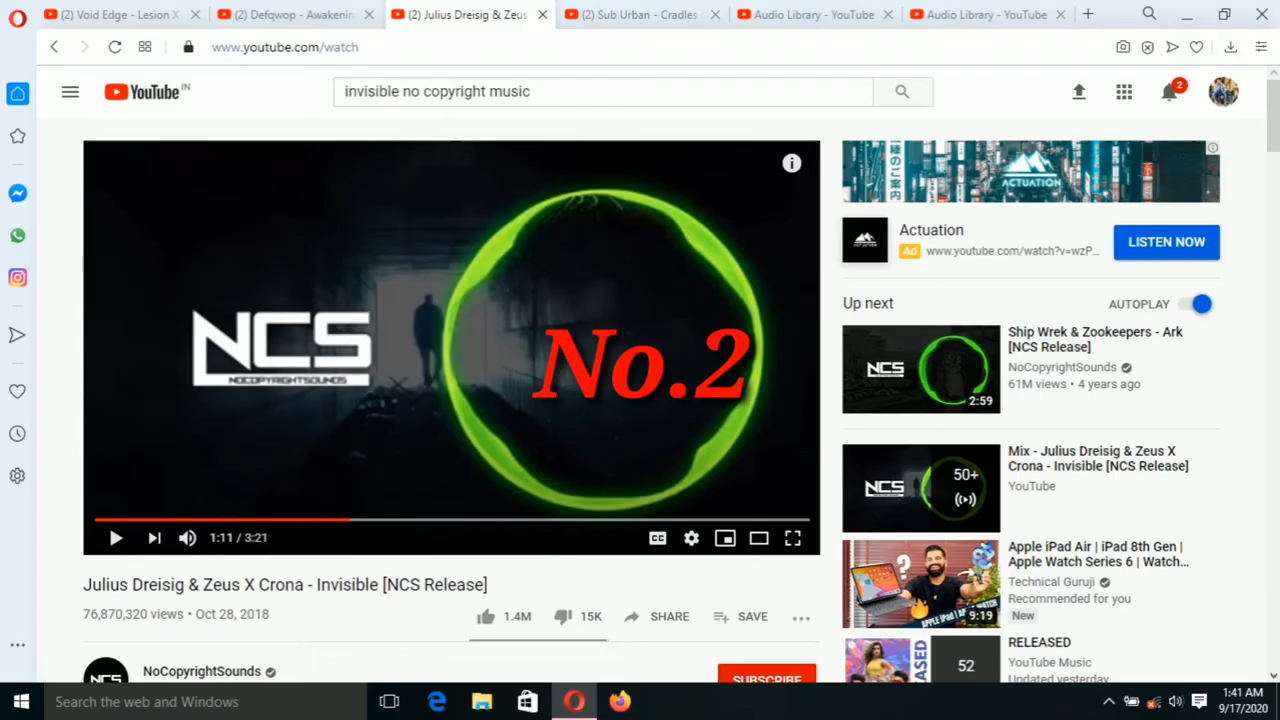 (2) Void Edge - Lesion X
(2) Defqwop - Awakenin
(2) Julius Dreisig & Zeus
(2) Sub Urban - Cradles
Audio Library - YouTube
Audio Library - YouTube
www.youtube.com/watch
YouTube IN
invisible no copyright music
2
NCS
NOCOPYRIGHTSOUNDS
No.2
1:11 / 3:21
CC
Julius Dreisig & Zeus X Crona - Invisible [NCS Release]
76,870,320 views • Oct 28, 2018
1.4M
15K
SHARE
SAVE
NCS
NoCopyrightSounds
SUBSCRIBE
ACTUATION
Actuation
Ad www.youtube.com/watch?v=wzP...
LISTEN NOW
Up next
AUTOPLAY
NCS
2:59
Ship Wrek & Zookeepers - Ark
[NCS Release]
NoCopyrightSounds
61M views • 4 years ago
NCS
50+
Mix - Julius Dreisig & Zeus X
Crona - Invisible [NCS Release]
YouTube
9:19
Apple iPad Air | iPad 8th Gen |
Apple Watch Series 6 | Watch...
Technical Guruji
Recommended for you
New
52
RELEASED
YouTube Music
Updated yesterday
Search the web and Windows
1:41 AM
9/17/2020